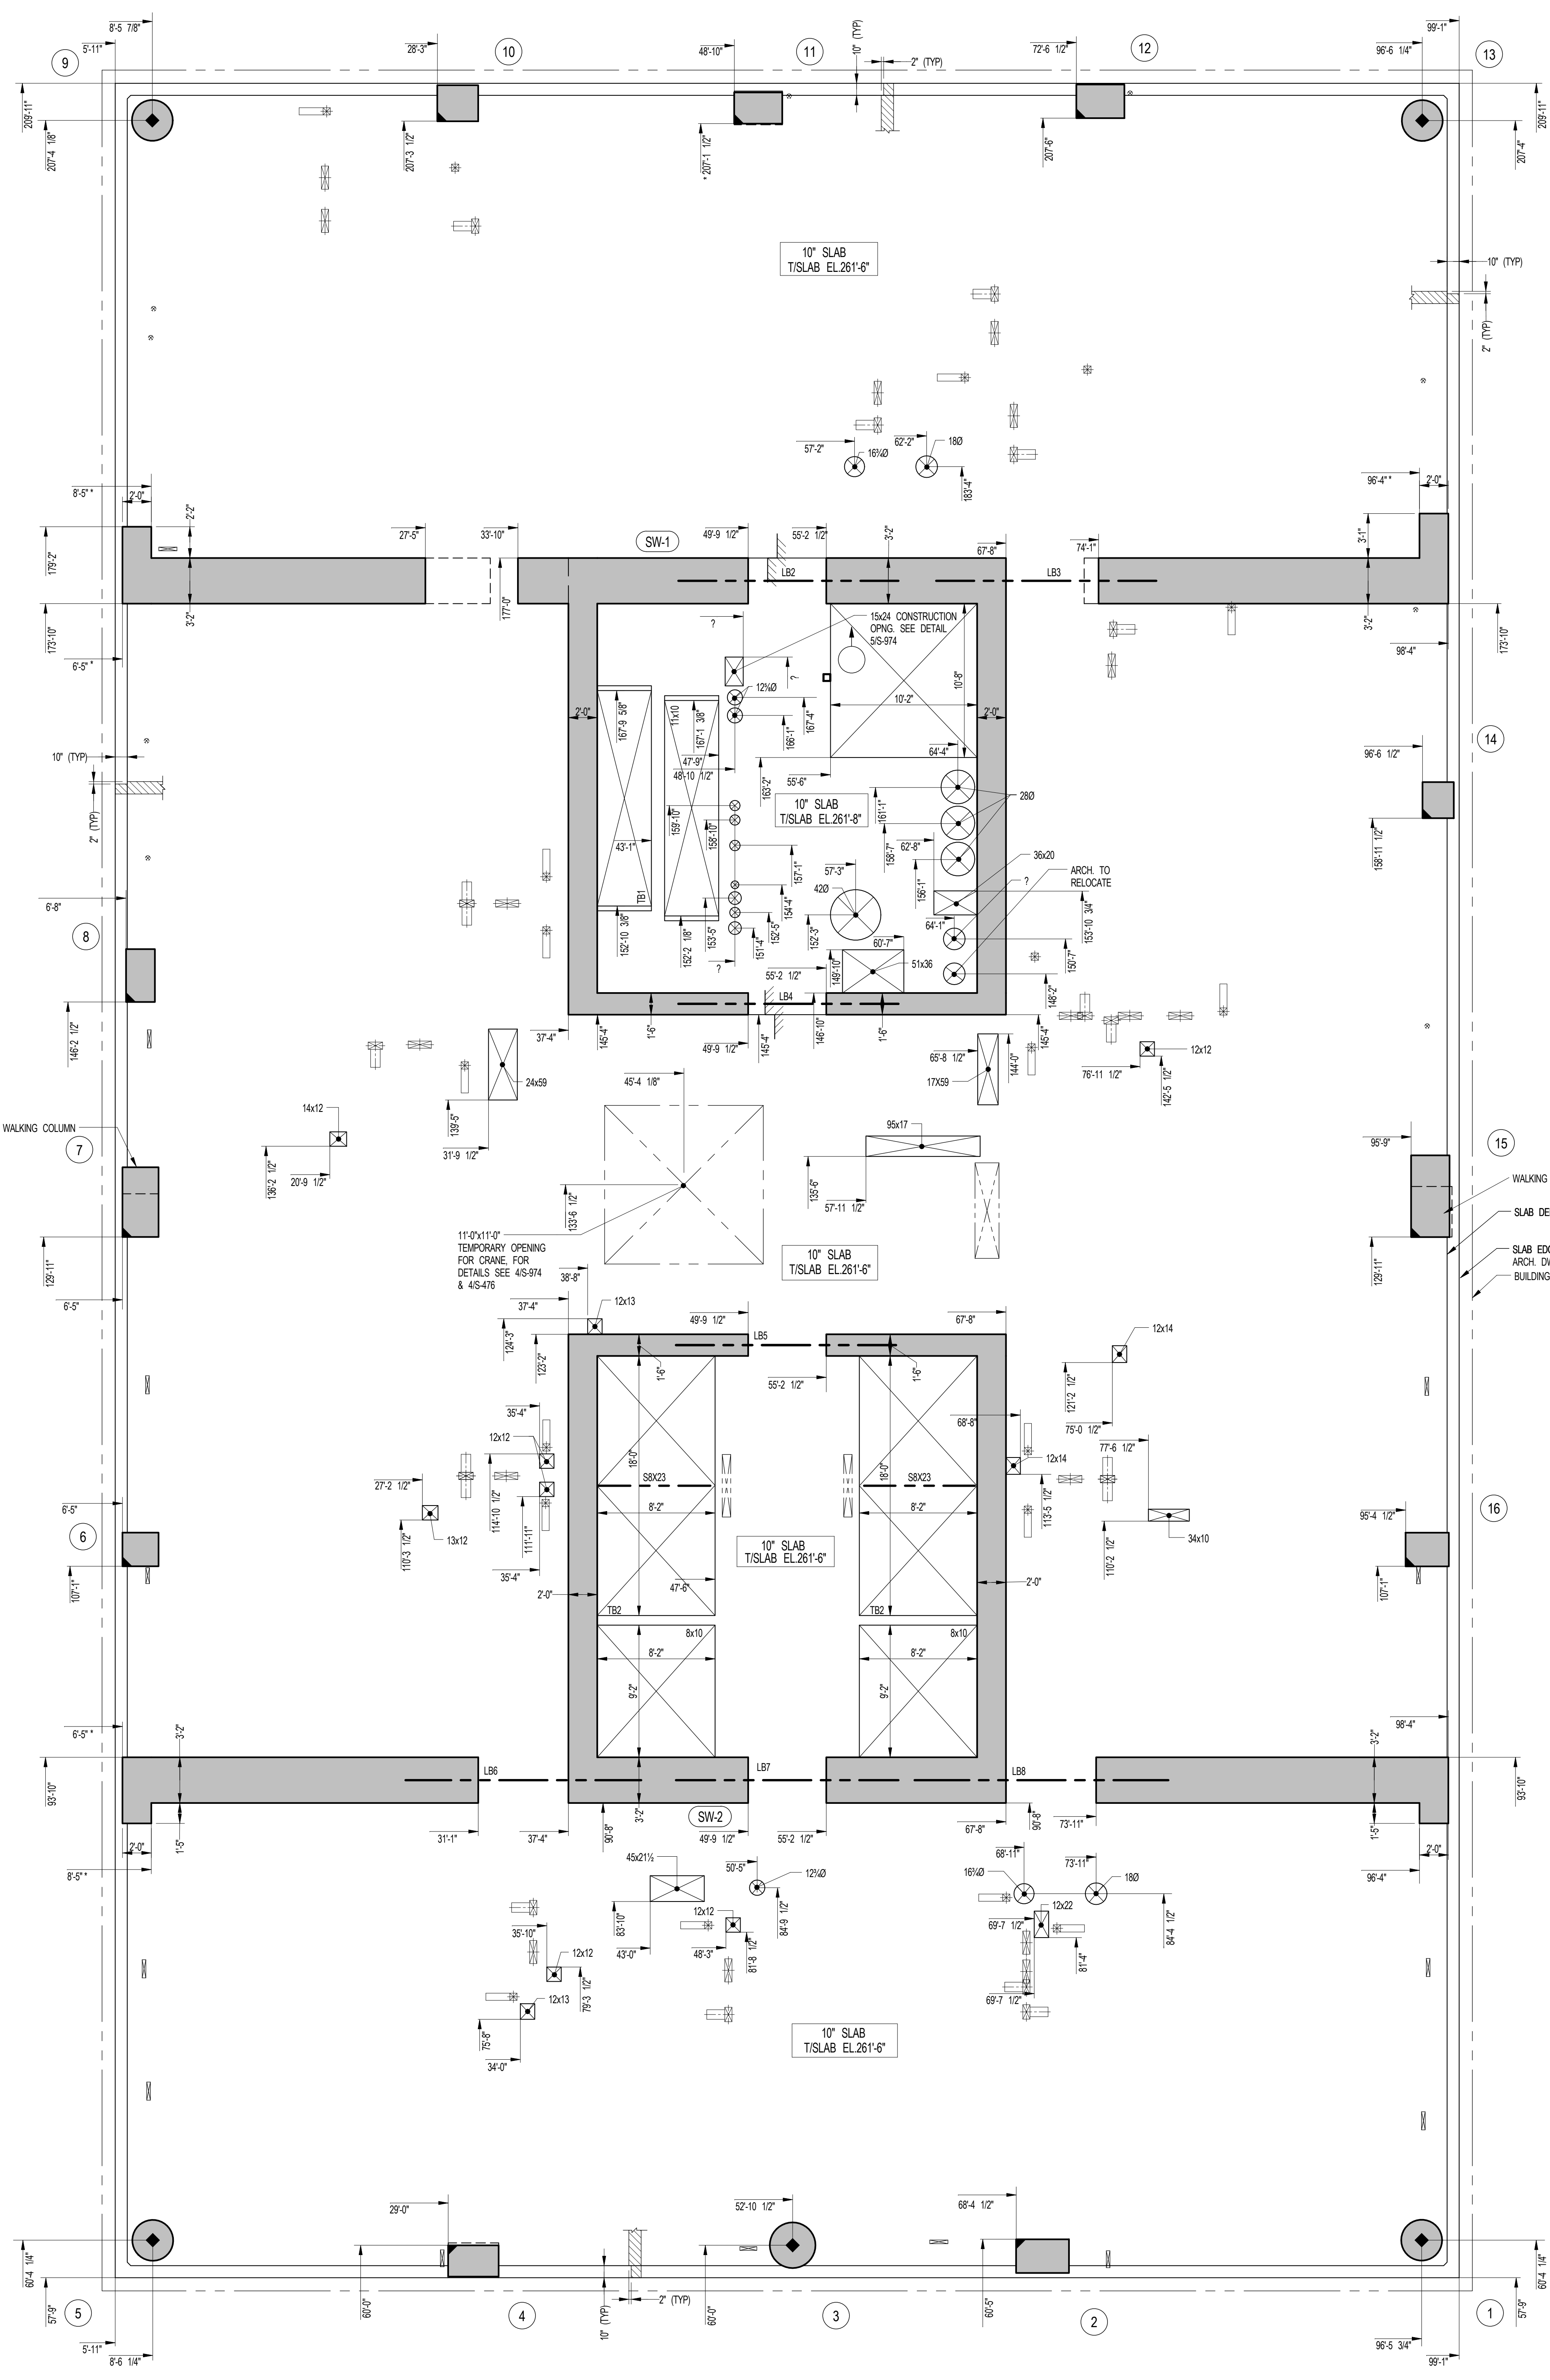 8'-5 7/8"
5'-11"
9
28'-3"
10
48'-10"
11
10" (TYP)
2" (TYP)
72'-6 1/2"
12
99'-1"
96'-6 1/4"
13
209'-11"
207'-4 1/8"
207'-3 1/2"
* 207'-1 1/2"
207'-6"
207'-4"
209'-11"
10" SLAB
T/SLAB EL.261'-6"
10" (TYP)
2" (TYP)
57'-2"
16¾Ø
62'-2"
18Ø
183'-4"
8'-5" *
2'-0"
2'-2"
179'-2"
173'-10"
6'-5" *
3'-2"
27'-5"
33'-10"
177'-0"
SW-1
49'-9 1/2"
55'-2 1/2"
LB2
3'-2"
67'-8"
LB3
74'-1"
96'-4" *
2'-0"
3'-1"
3'-2"
98'-4"
173'-10"
?
15x24 CONSTRUCTION
OPNG. SEE DETAIL
5/S-974
?
2'-0"
167'-9 5/8"
11x10
167'-1 3/8"
12¾Ø
10'-8"
10'-2"
2'-0"
167'-4"
166'-1"
47'-9"
48'-10 1/2"
163'-2"
55'-6"
64'-4"
14
96'-6 1/2"
158'-11 1/2"
10" (TYP)
2" (TYP)
10" SLAB
T/SLAB EL.261'-8"
159'-10"
158'-10"
161'-1"
158'-7"
28Ø
62'-8"
36x20
43'-1"
157'-1"
57'-3"
42Ø
156'-1"
ARCH. TO
RELOCATE
?
TB1
154'-4"
153'-10 3/4"
6'-8"
8
152'-10 3/8"
152'-2 1/8"
153'-5"
152'-5"
151'-4"
152'-3"
64'-1"
60'-7"
150'-7"
?
149'-10"
51x36
55'-2 1/2"
148'-2"
146'-2 1/2"
LB4
37'-4"
145'-4"
1'-6"
49'-9 1/2"
145'-4"
146'-10"
1'-6"
145'-4"
24x59
45'-4 1/8"
65'-8 1/2"
144'-0"
17X59
12x12
76'-11 1/2"
142'-5 1/2"
14x12
WALKING COLUMN
7
139'-5"
31'-9 1/2"
95x17
136'-2 1/2"
20'-9 1/2"
133'-6 1/2"
135'-6"
57'-11 1/2"
95'-9"
15
WALKING
SLAB DE
SLAB EDG
ARCH. DW
BUILDING
129'-11"
6'-5"
129'-11"
11'-0"x11'-0"
TEMPORARY OPENING
FOR CRANE, FOR
DETAILS SEE 4/S-974
& 4/S-476
10" SLAB
T/SLAB EL.261'-6"
38'-8"
37'-4"
12x13
124'-3"
123'-2"
49'-9 1/2"
LB5
67'-8"
1'-6"
55'-2 1/2"
1'-6"
12x14
121'-2 1/2"
75'-0 1/2"
35'-4"
12x12
68'-8"
12x14
77'-6 1/2"
18'-0"
18'-0"
S8X23
S8X23
8'-2"
8'-2"
27'-2 1/2"
114'-10 1/2"
111'-11"
113'-5 1/2"
110'-3 1/2"
13x12
35'-4"
110'-2 1/2"
34x10
6'-5"
6
107'-1"
95'-4 1/2"
16
107'-1"
10" SLAB
T/SLAB EL.261'-6"
47'-6"
2'-0"
2'-0"
TB2
TB2
8x10
8x10
8'-2"
8'-2"
9'-2"
9'-2"
6'-5" *
3'-2"
93'-10"
98'-4"
3'-2"
93'-10"
LB6
LB7
LB8
3'-2"
SW-2
1'-5"
2'-0"
8'-5" *
31'-1"
37'-4"
90'-8"
49'-9 1/2"
55'-2 1/2"
67'-8"
90'-8"
73'-11"
1'-5"
2'-0"
96'-4"
45x21½
50'-5"
12¾Ø
68'-11"
16¾Ø
73'-11"
18Ø
83'-10"
43'-0"
12x12
48'-3"
81'-8 1/2"
84'-9 1/2"
69'-7 1/2"
12x22
81'-4"
84'-4 1/2"
35'-10"
12x12
79'-3 1/2"
12x13
75'-8"
34'-0"
69'-7 1/2"
10" SLAB
T/SLAB EL.261'-6"
29'-0"
52'-10 1/2"
68'-4 1/2"
60'-4 1/4"
57'-9"
5
60'-0"
4
10" (TYP)
2" (TYP)
60'-0"
3
60'-5"
2
60'-4 1/4"
57'-9"
1
5'-11"
8'-6 1/4"
96'-5 3/4"
99'-1"